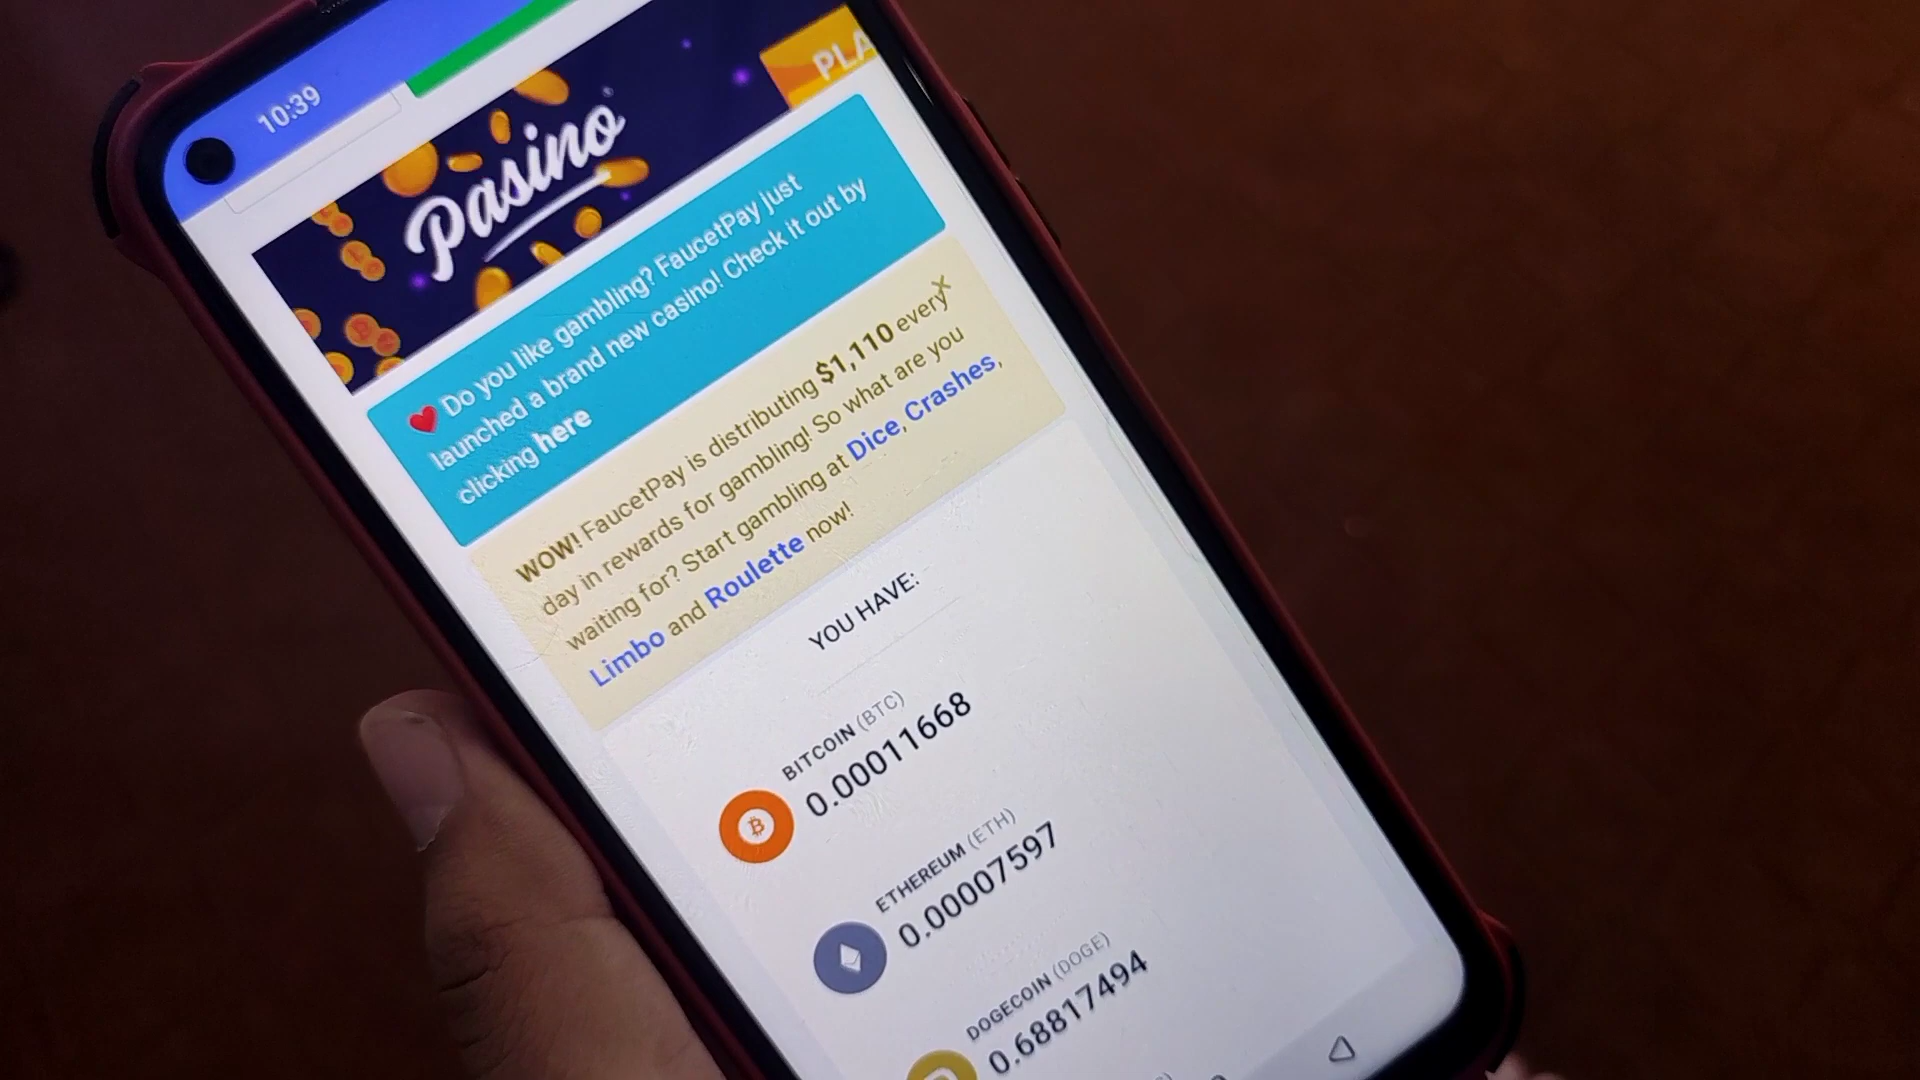 10:39
Pasino
PLA
Do you like gambling? FaucetPay just
launched a brand new casino! Check it out by
clicking here
WOW! FaucetPay is distributing $1,110 every
day in rewards for gambling! So what are you
waiting for? Start gambling at Dice, Crashes,
Limbo and Roulette now!
YOU HAVE:
BITCOIN (BTC)
0.00011668
ETHEREUM (ETH)
0.00007597
DOGECOIN (DOGE)
0.68817494